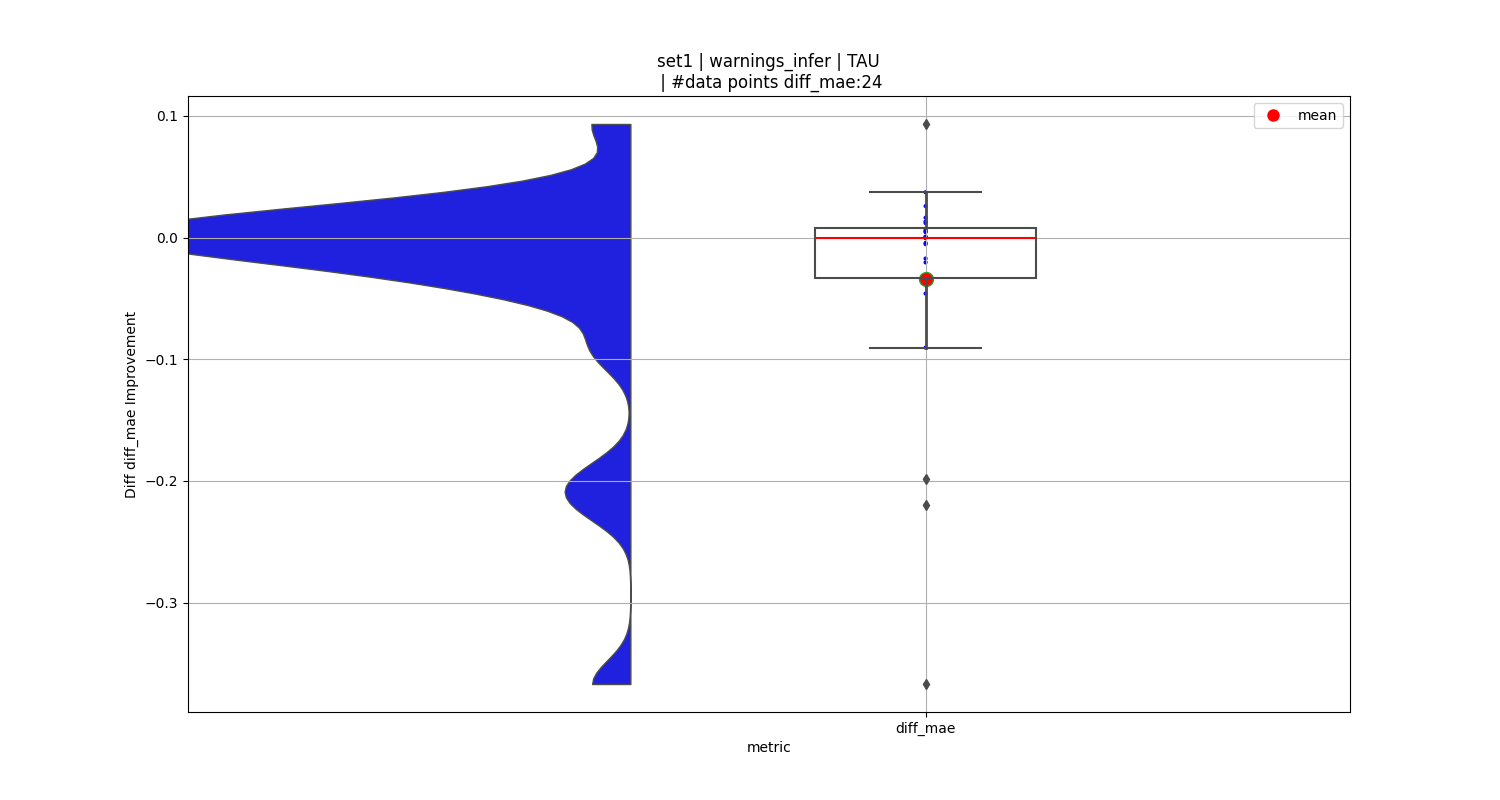 set1 | warnings_infer | TAU
| #data points diff_mae:24
mean
0.1
0.0
−0.1
−0.2
−0.3
Diff diff_mae Improvement
diff_mae
metric